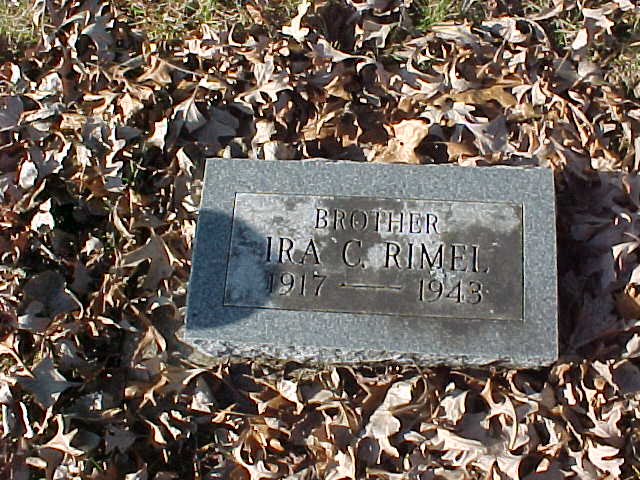 BROTHER
IRA C. RIMEL
1917 — 1943